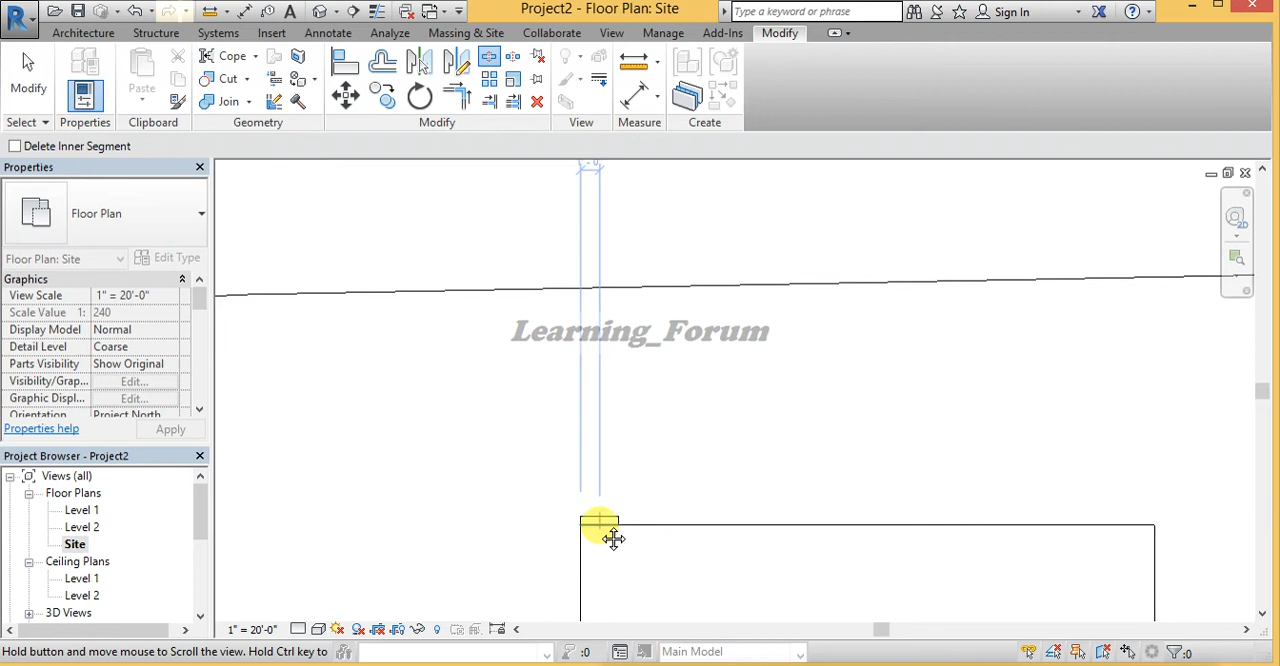 Project2 - Floor Plan: Site
Type a keyword or phrase
Sign In
Architecture Structure Systems Insert Annotate Analyze Massing & Site Collaborate View Manage Add-Ins Modify
Modify
Properties
Paste
Cope
Cut
Join
Select Properties Clipboard Geometry Modify View Measure Create
Delete Inner Segment
Properties
Floor Plan
Floor Plan: Site Edit Type
Graphics
View Scale 1" = 20'-0"
Scale Value 1: 240
Display Model Normal
Detail Level Coarse
Parts Visibility Show Original
Visibility/Grap... Edit...
Graphic Displ... Edit...
Orientation Project North
Properties help Apply
Learning_Forum
Project Browser - Project2
Views (all)
Floor Plans
Level 1
Level 2
Site
Ceiling Plans
Level 1
Level 2
3D Views
1" = 20'-0"
Hold button and move mouse to Scroll the view. Hold Ctrl key to
:0
Main Model
:0